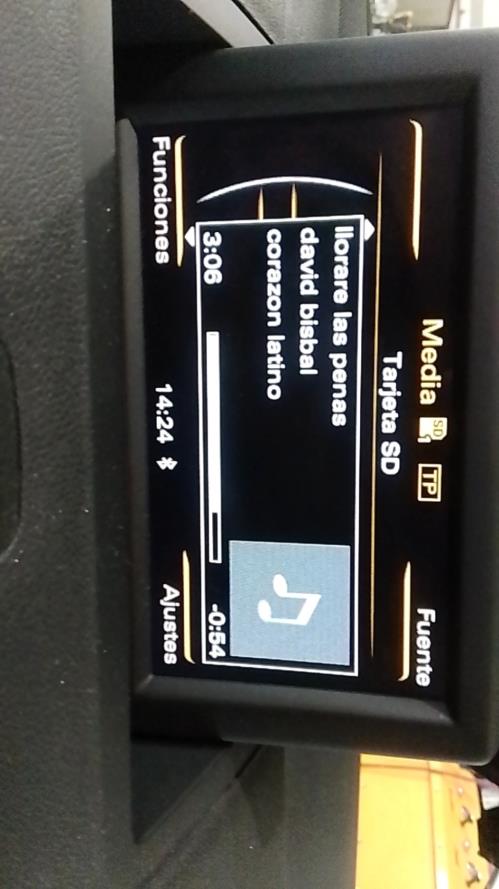 Media SD1 TP
Fuente
Tarjeta SD
llorare las penas
david bisbal
corazon latino
3:06
-0:54
Funciones
14:24
Ajustes